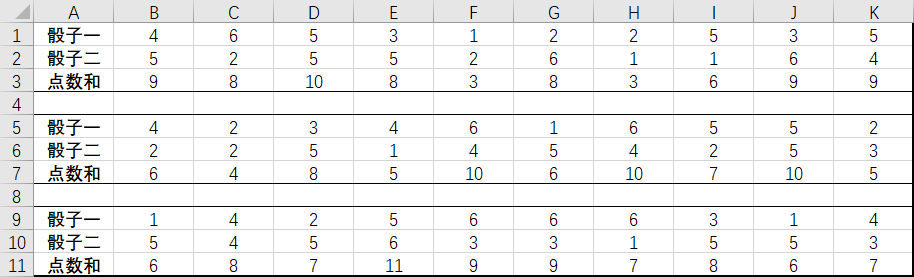 A B C D E F G H I J K
1 骰子一 4 6 5 3 1 2 2 5 3 5
2 骰子二 5 2 5 5 2 6 1 1 6 4
3 点数和 9 8 10 8 3 8 3 6 9 9
4
5 骰子一 4 2 3 4 6 1 6 5 5 2
6 骰子二 2 2 5 1 4 5 4 2 5 3
7 点数和 6 4 8 5 10 6 10 7 10 5
8
9 骰子一 1 4 2 5 6 6 6 3 1 4
10 骰子二 5 4 5 6 3 3 1 5 5 3
11 点数和 6 8 7 11 9 9 7 8 6 7